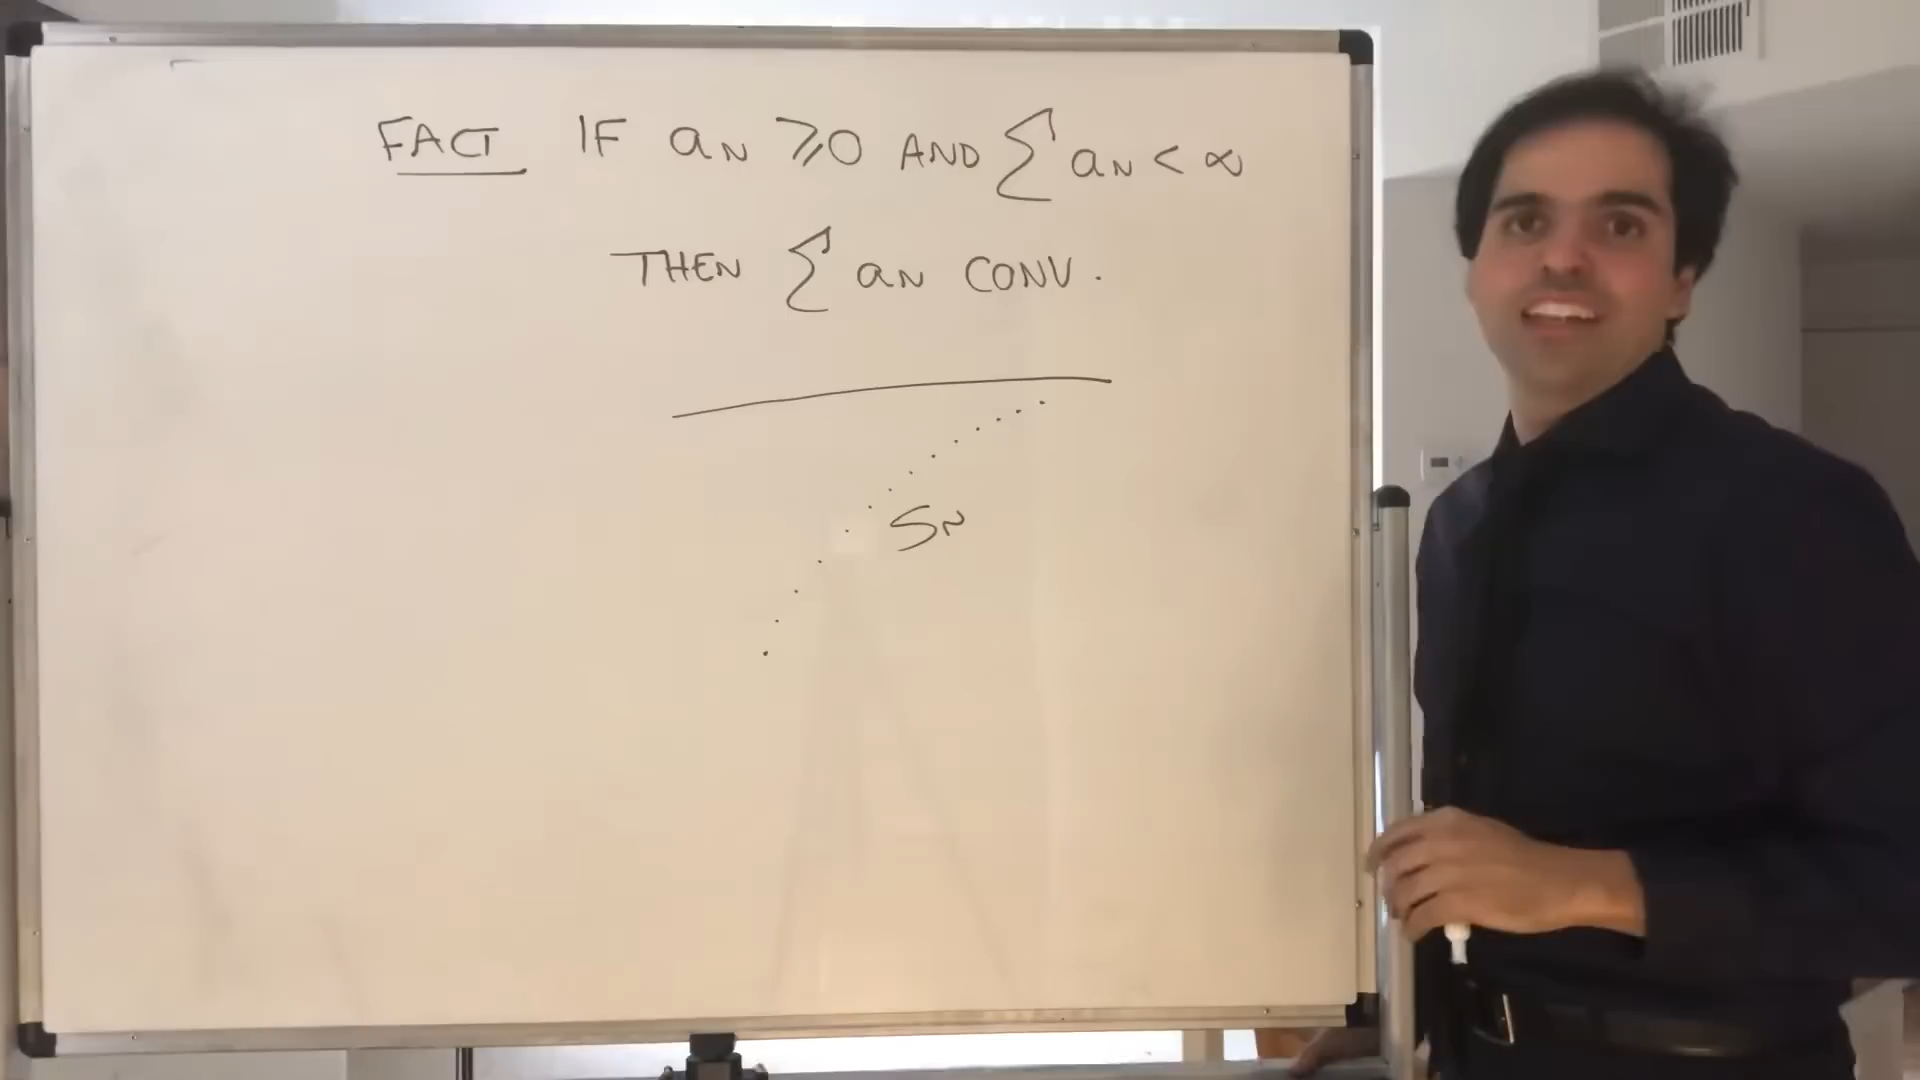 FACT IF aN ⩾ 0 AND ∑ aN < ∞
THEN ∑ aN CONV.
SN